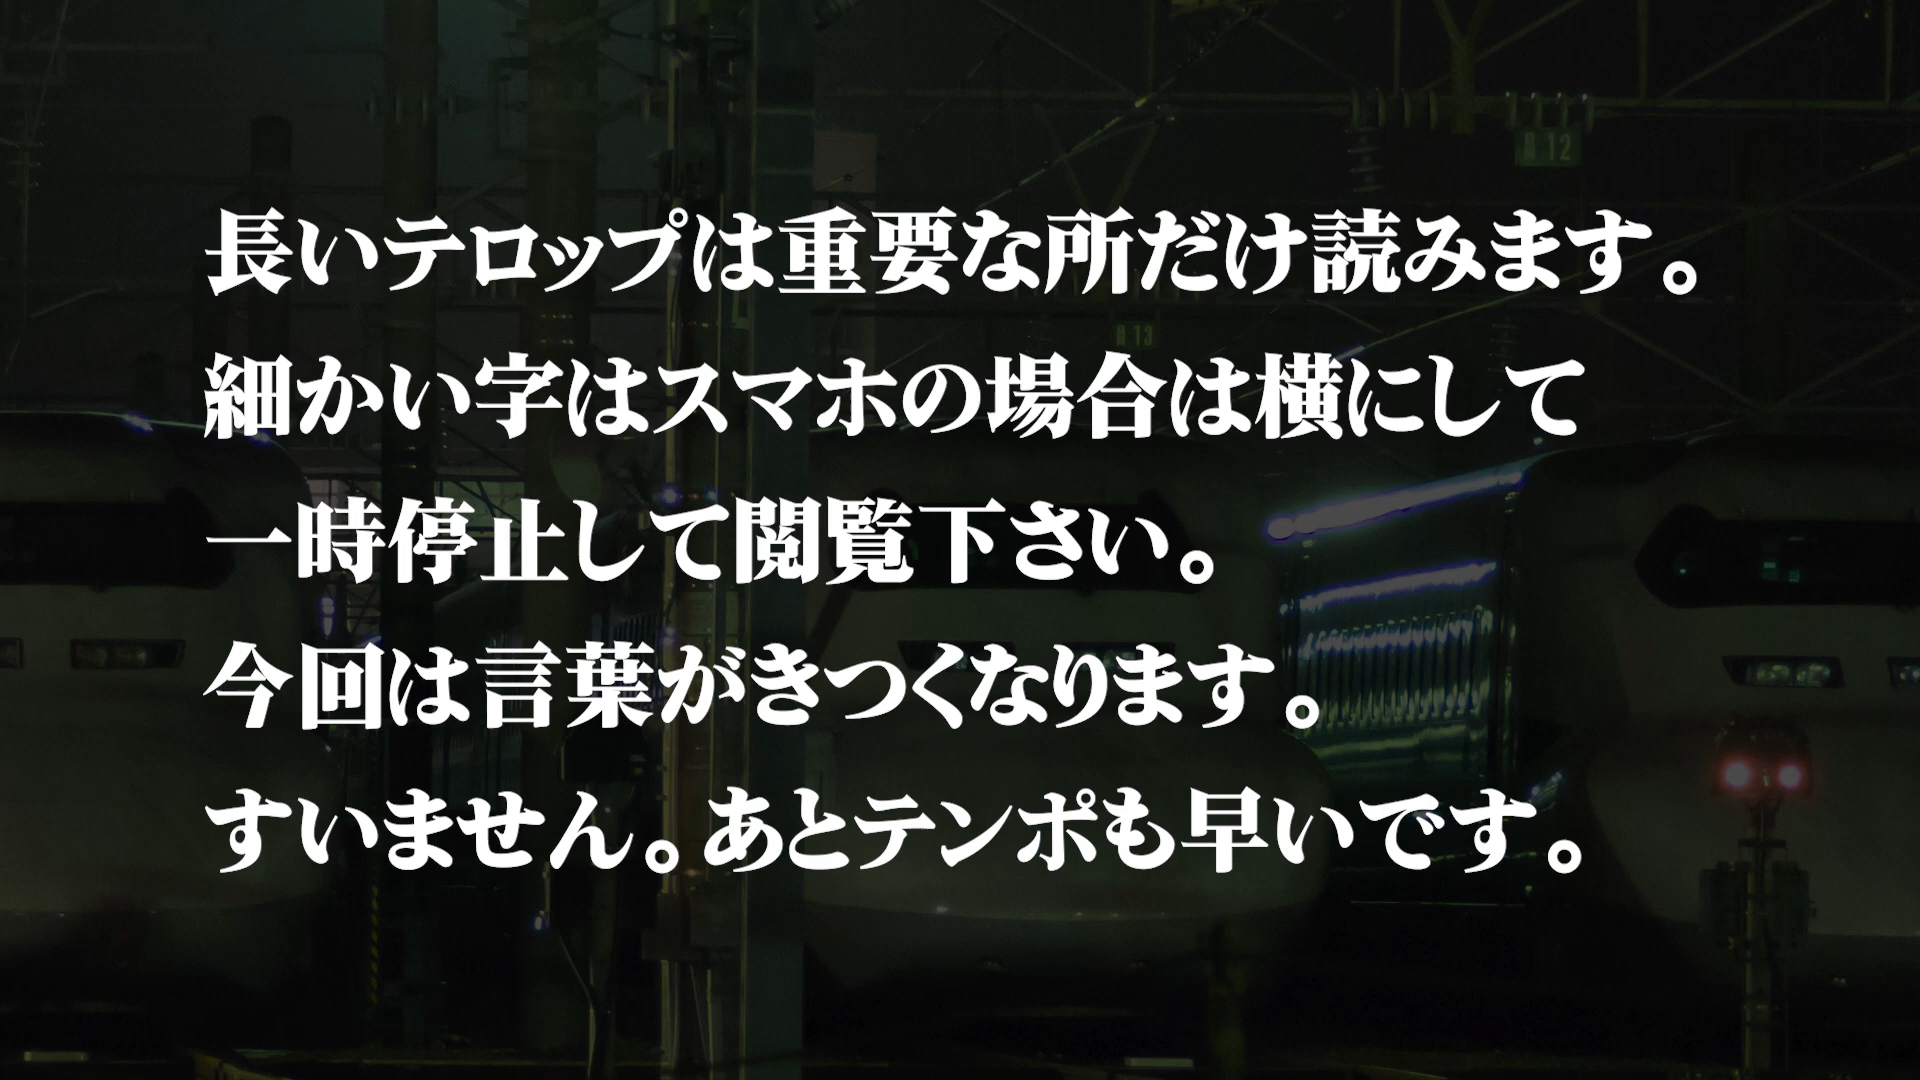 長いテロップは重要な所だけ読みます。
細かい字はスマホの場合は横にして
一時停止して閲覧下さい。
今回は言葉がきつくなります。
すいません。あとテンポも早いです。
12
13